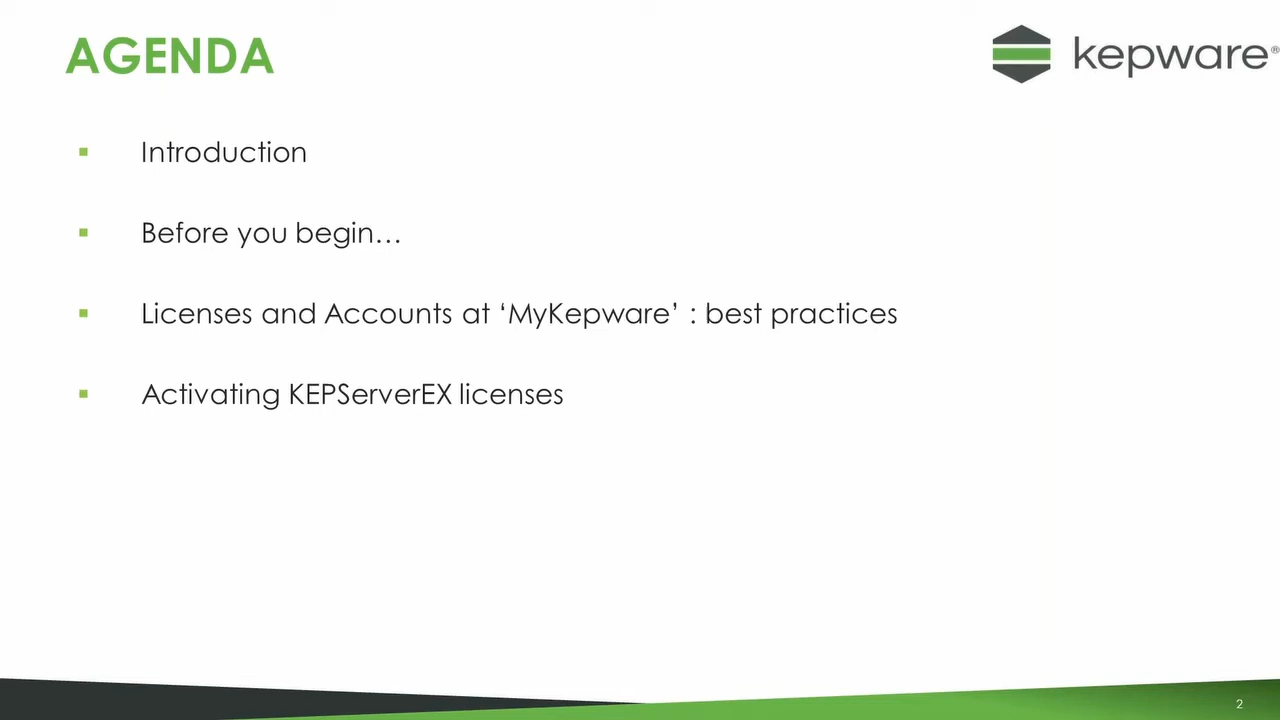 AGENDA
kepware®
▪ Introduction
▪ Before you begin…
▪ Licenses and Accounts at ‘MyKepware’ : best practices
▪ Activating KEPServerEX licenses
2